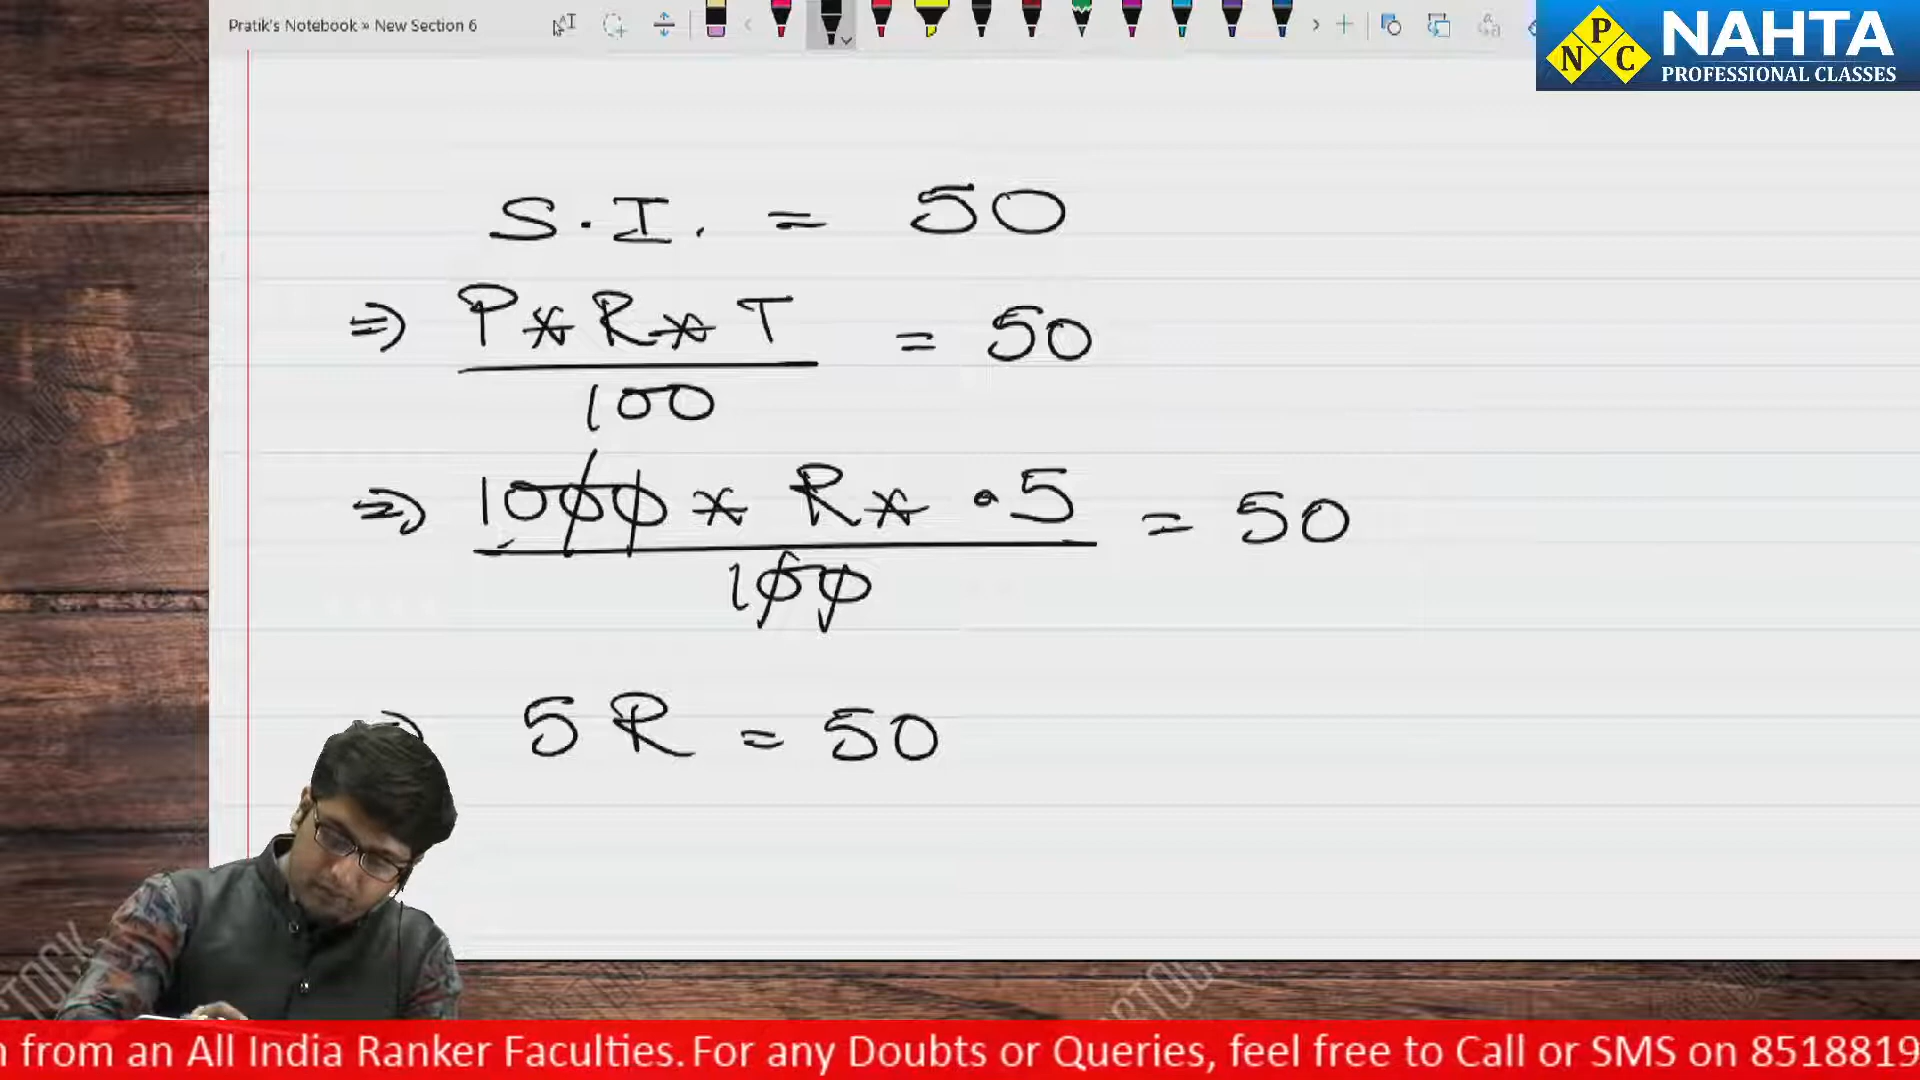 Pratik's Notebook » New Section 6
NPC NAHTA
PROFESSIONAL CLASSES
S.I. = 50
⇒ P * R * T / 100 = 50
⇒ 1000 * R * .5 / 100 = 50
⇒ 5R = 50
n from an All India Ranker Faculties. For any Doubts or Queries, feel free to Call or SMS on 8518819